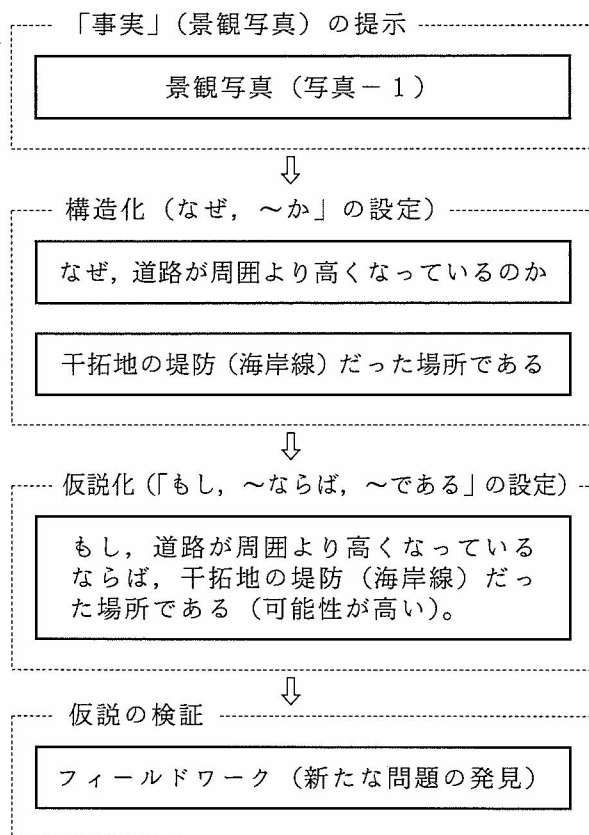 「事実」(景観写真)の提示
景観写真(写真-1)
構造化(なぜ,~か」の設定)
なぜ,道路が周囲より高くなっているのか
干拓地の堤防(海岸線)だった場所である
仮説化(「もし,~ならば,~である」の設定)
もし,道路が周囲より高くなっている
ならば,干拓地の堤防(海岸線)だっ
た場所である(可能性が高い)。
仮説の検証
フィールドワーク(新たな問題の発見)